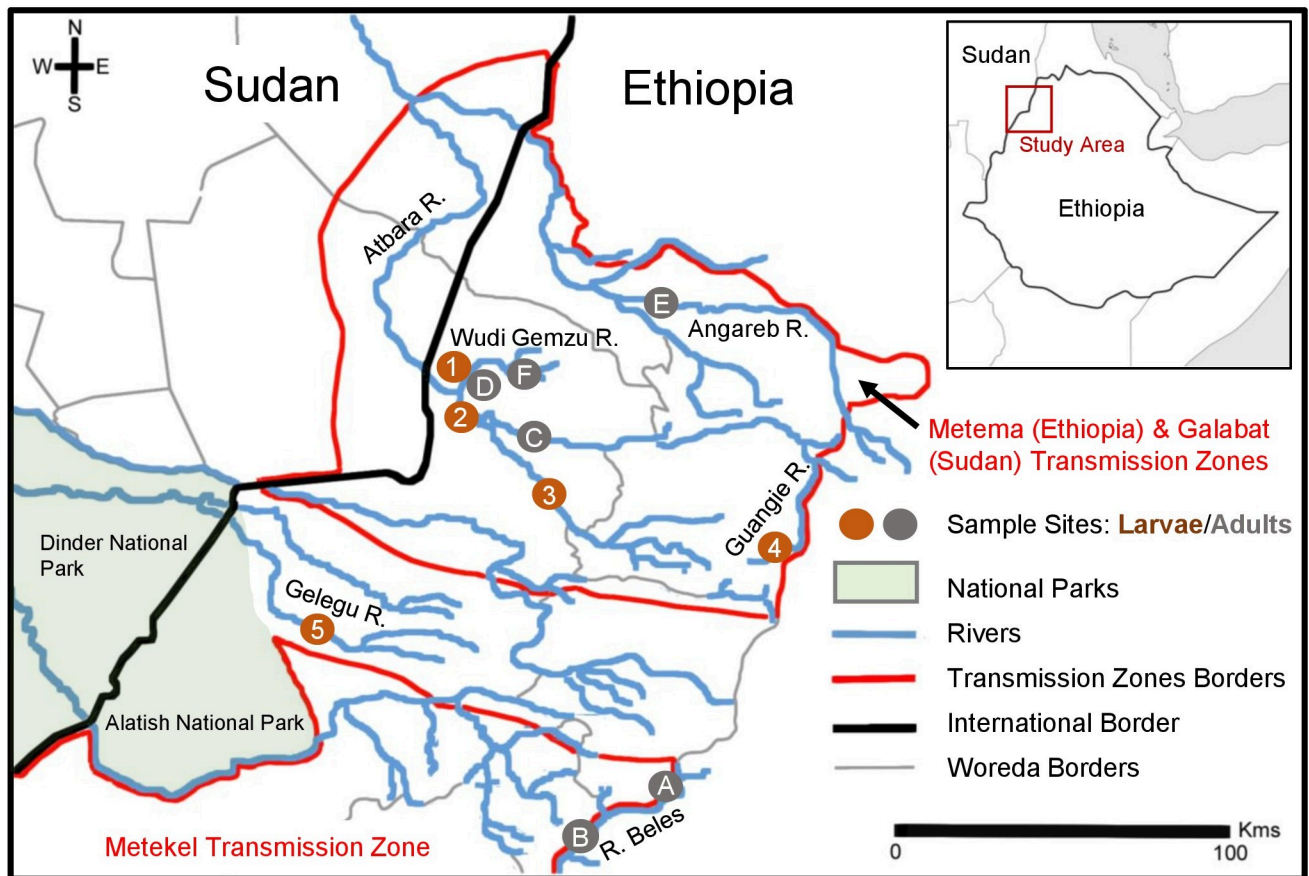 N
W E
S
Sudan
Ethiopia
Sudan
Study Area
Ethiopia
Atbara R.
Wudi Gemzu R.
Angareb R.
E
1
D
F
2
C
Metema (Ethiopia) & Galabat
(Sudan) Transmission Zones
3
Guangie R.
4
Sample Sites: Larvae/Adults
Dinder National
Park
National Parks
Gelegu R.
5
Rivers
Transmission Zones Borders
Alatish National Park
International Border
Woreda Borders
A
B
R. Beles
Metekel Transmission Zone
Kms
0 100